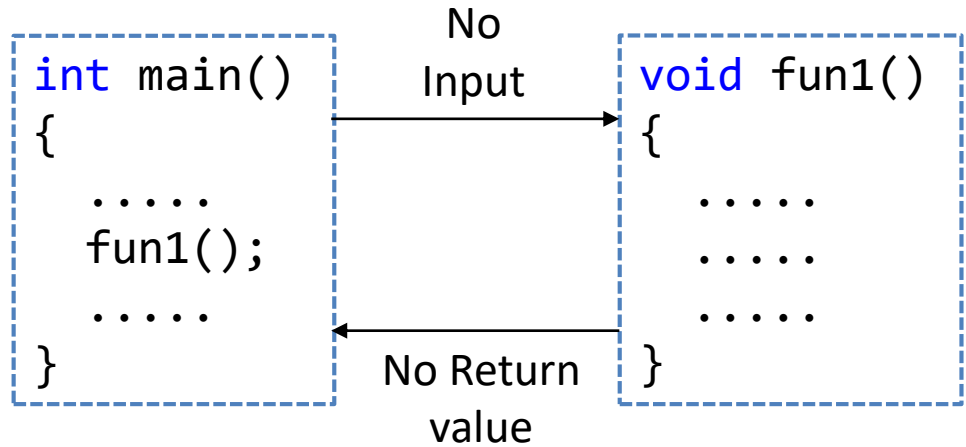 int main()
{
.....
fun1();
.....
}
No
Input
No Return
value
void fun1()
{
.....
.....
.....
}